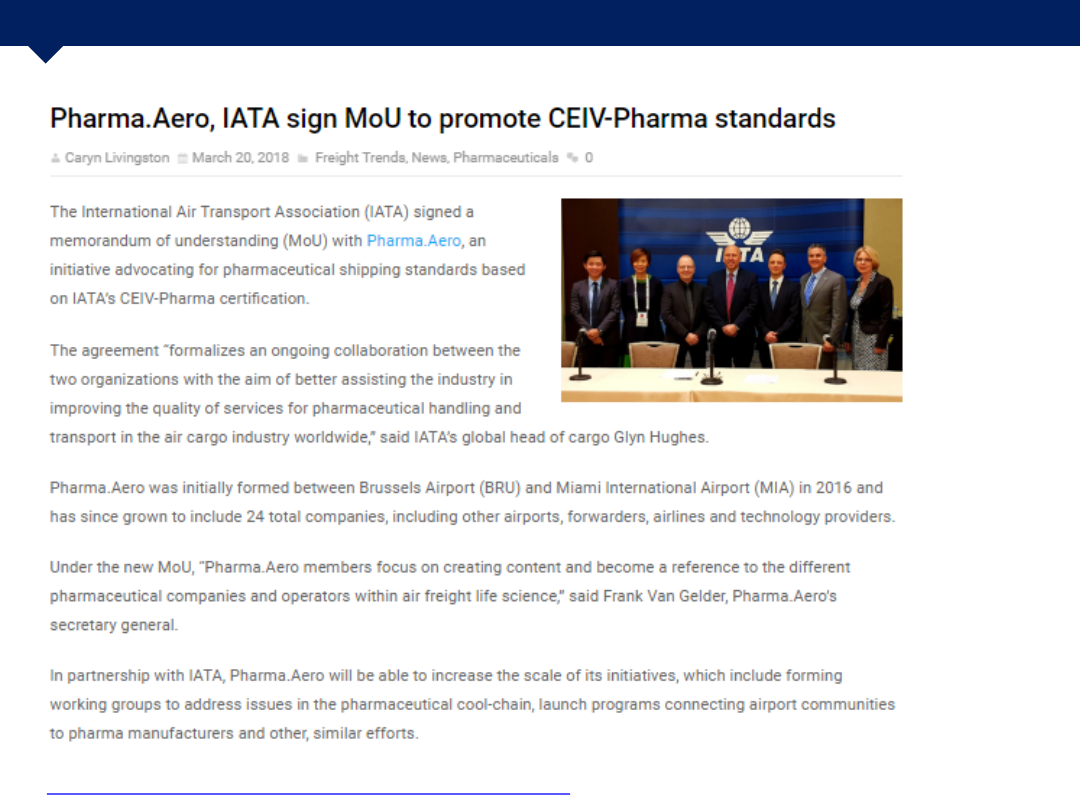 Pharma.Aero, IATA sign MoU to promote CEIV-Pharma standards
Caryn Livingston March 20, 2018 Freight Trends, News, Pharmaceuticals 0
The International Air Transport Association (IATA) signed a
memorandum of understanding (MoU) with Pharma.Aero, an
initiative advocating for pharmaceutical shipping standards based
on IATA's CEIV-Pharma certification.
IATA
The agreement “formalizes an ongoing collaboration between the
two organizations with the aim of better assisting the industry in
improving the quality of services for pharmaceutical handling and
transport in the air cargo industry worldwide,” said IATA's global head of cargo Glyn Hughes.
Pharma.Aero was initially formed between Brussels Airport (BRU) and Miami International Airport (MIA) in 2016 and
has since grown to include 24 total companies, including other airports, forwarders, airlines and technology providers.
Under the new MoU, “Pharma.Aero members focus on creating content and become a reference to the different
pharmaceutical companies and operators within air freight life science,” said Frank Van Gelder, Pharma.Aero's
secretary general.
In partnership with IATA, Pharma.Aero will be able to increase the scale of its initiatives, which include forming
working groups to address issues in the pharmaceutical cool-chain, launch programs connecting airport communities
to pharma manufacturers and other, similar efforts.